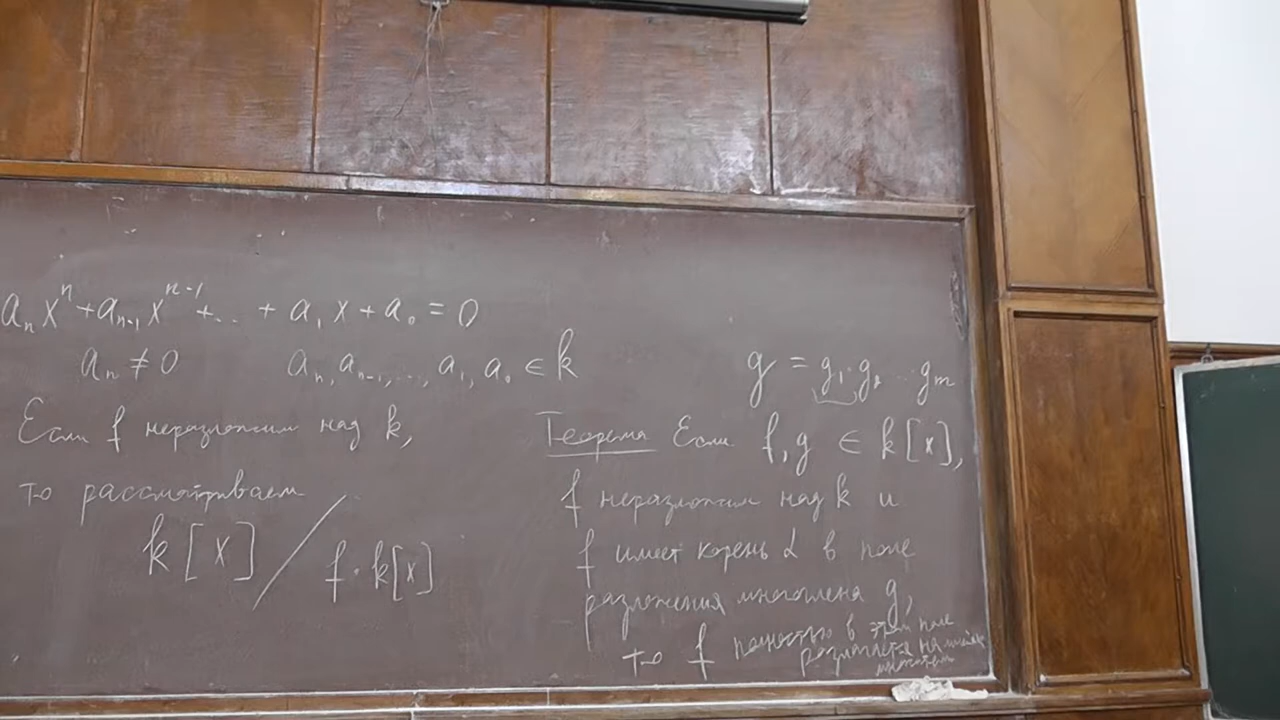 aₙxⁿ + aₙ₋₁xⁿ⁻¹ + ... + a₁x + a₀ = 0
aₙ ≠ 0 aₙ, aₙ₋₁, ..., a₁, a₀ ∈ k
Если f неразложим над k,
то рассматриваем
k[x] / f·k[x]
g = g₁·g₂ ... gₘ
Теорема Если f, g ∈ k[x],
f неразложим над k и
f имеет корень α в поле
разложения многочлена g,
то f полностью в этом поле
разлагается на
множители